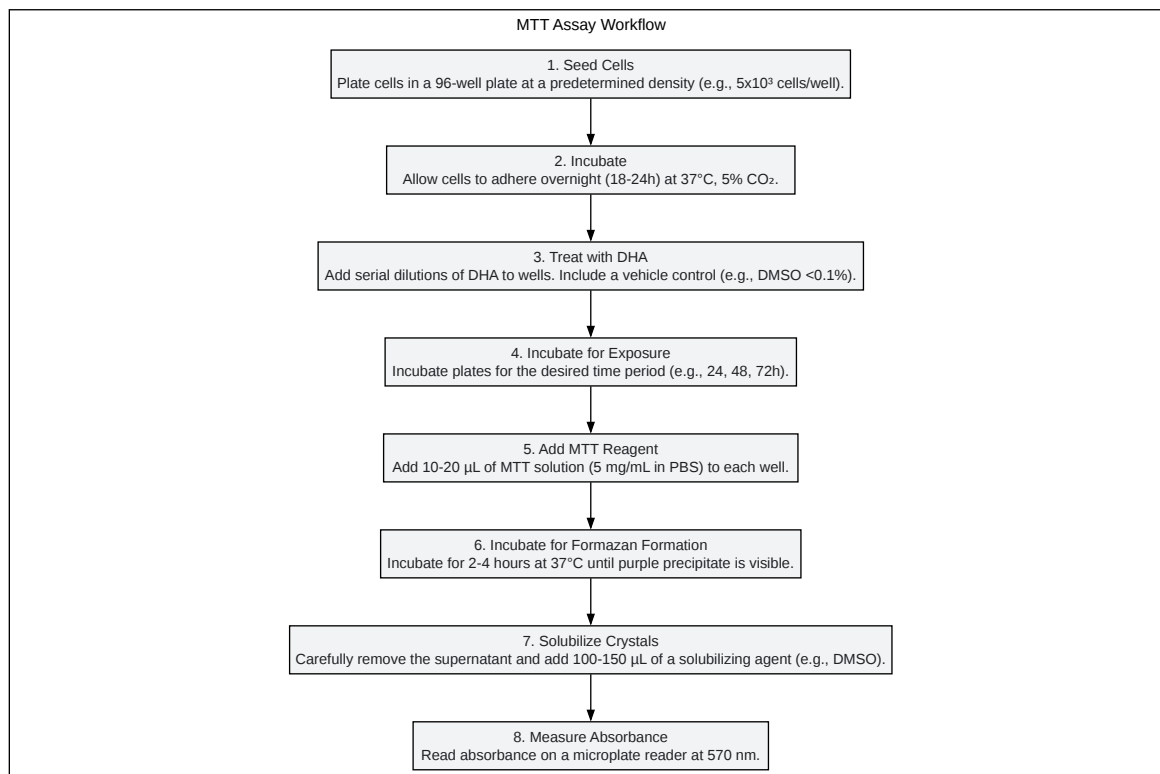 MTT Assay Workflow
1. Seed Cells
Plate cells in a 96-well plate at a predetermined density (e.g., 5x10³ cells/well).
2. Incubate
Allow cells to adhere overnight (18-24h) at 37°C, 5% CO₂.
3. Treat with DHA
Add serial dilutions of DHA to wells. Include a vehicle control (e.g., DMSO <0.1%).
4. Incubate for Exposure
Incubate plates for the desired time period (e.g., 24, 48, 72h).
5. Add MTT Reagent
Add 10-20 µL of MTT solution (5 mg/mL in PBS) to each well.
6. Incubate for Formazan Formation
Incubate for 2-4 hours at 37°C until purple precipitate is visible.
7. Solubilize Crystals
Carefully remove the supernatant and add 100-150 µL of a solubilizing agent (e.g., DMSO).
8. Measure Absorbance
Read absorbance on a microplate reader at 570 nm.